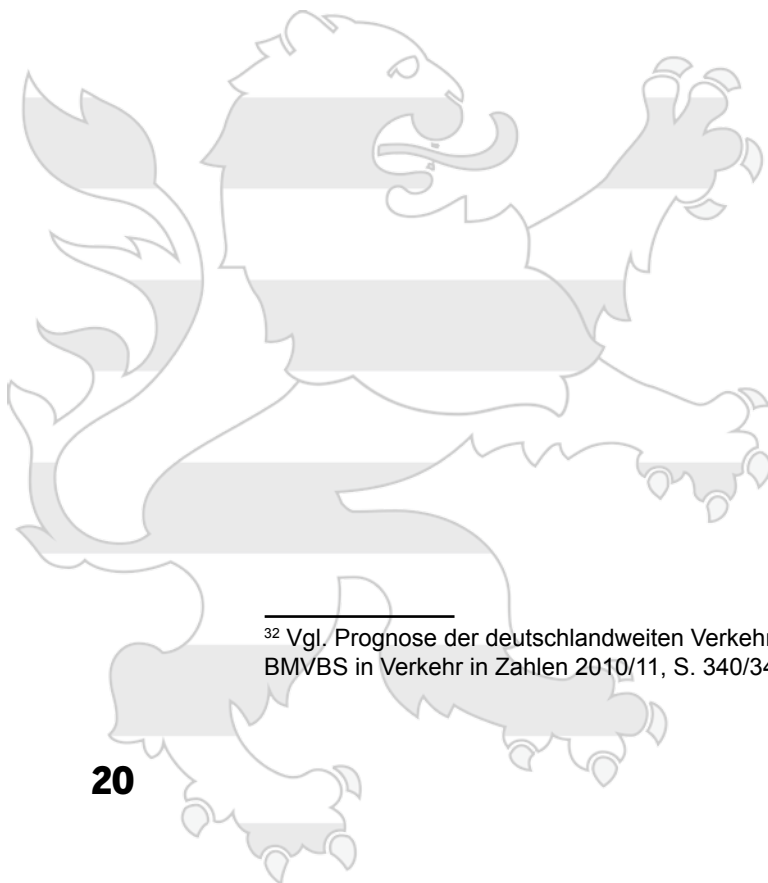 ³² Vgl. Prognose der deutschlandweiten Verkehr
BMVBS in Verkehr in Zahlen 2010/11, S. 340/34
20